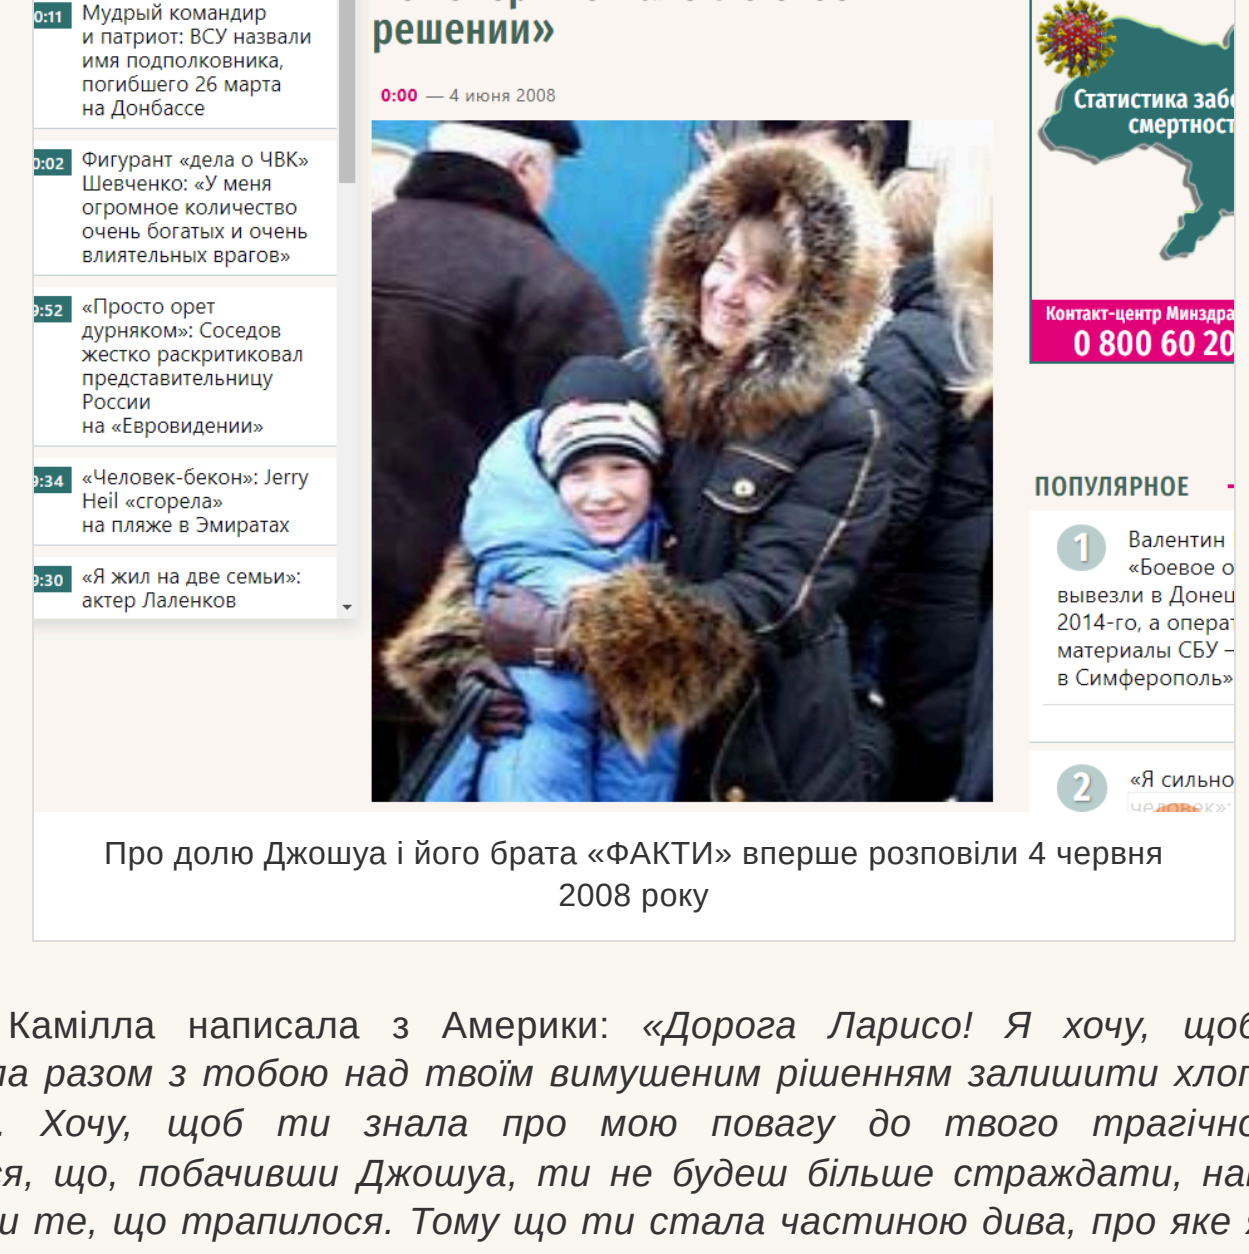 0:11
Мудрый командир
и патриот: ВСУ назвали
имя подполковника,
погибшего 26 марта
на Донбассе
0:02
Фигурант «дела о ЧВК»
Шевченко: «У меня
огромное количество
очень богатых и очень
влиятельных врагов»
9:52
«Просто орет
дурняком»: Соседов
жестко раскритиковал
представительницу
России
на «Евровидении»
9:34
«Человек-бекон»: Jerry
Heil «сгорела»
на пляже в Эмиратах
9:30
«Я жил на две семьи»:
актер Лаленков
решении»
0:00 — 4 июня 2008
Статистика заб
смертност
Контакт-центр Минздра
0 800 60 20
ПОПУЛЯРНОЕ
1 Валентин
«Боевое о
вывезли в Донец
2014-го, а операт
материалы СБУ –
в Симферополь»
2 «Я сильно
человек»:
Про долю Джошуа і його брата «ФАКТИ» вперше розповіли 4 червня
2008 року
Камілла написала з Америки: «Дорога Ларисо! Я хочу, щоб
ла разом з тобою над твоїм вимушеним рішенням залишити хлоп
. Хочу, щоб ти знала про мою повагу до твого трагічно
ся, що, побачивши Джошуа, ти не будеш більше страждати, на
и те, що трапилося. Тому що ти стала частиною дива, про яке